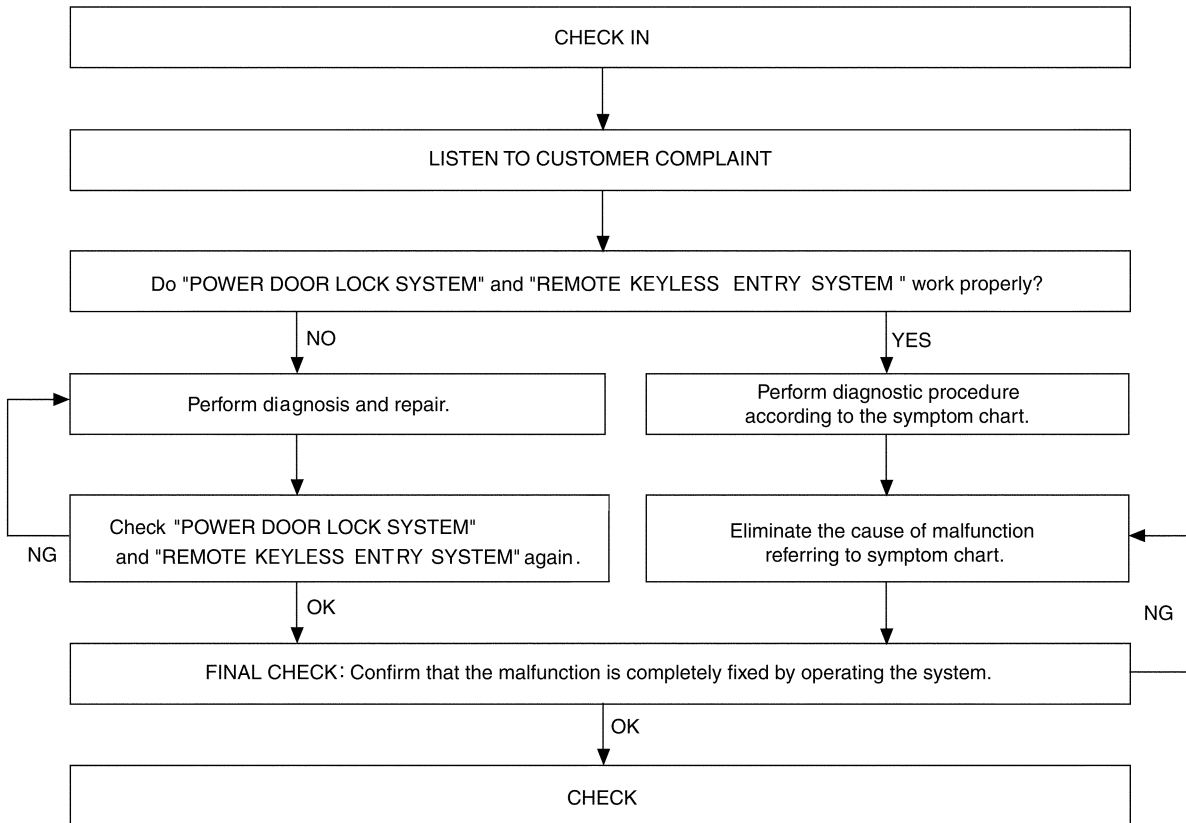 CHECK IN
LISTEN TO CUSTOMER COMPLAINT
Do "POWER DOOR LOCK SYSTEM" and "REMOTE KEYLESS ENTRY SYSTEM " work properly?
NO
YES
Perform diagnosis and repair.
Perform diagnostic procedure
according to the symptom chart.
Check "POWER DOOR LOCK SYSTEM"
and "REMOTE KEYLESS ENTRY SYSTEM" again.
NG
Eliminate the cause of malfunction
referring to symptom chart.
OK
NG
FINAL CHECK: Confirm that the malfunction is completely fixed by operating the system.
OK
CHECK